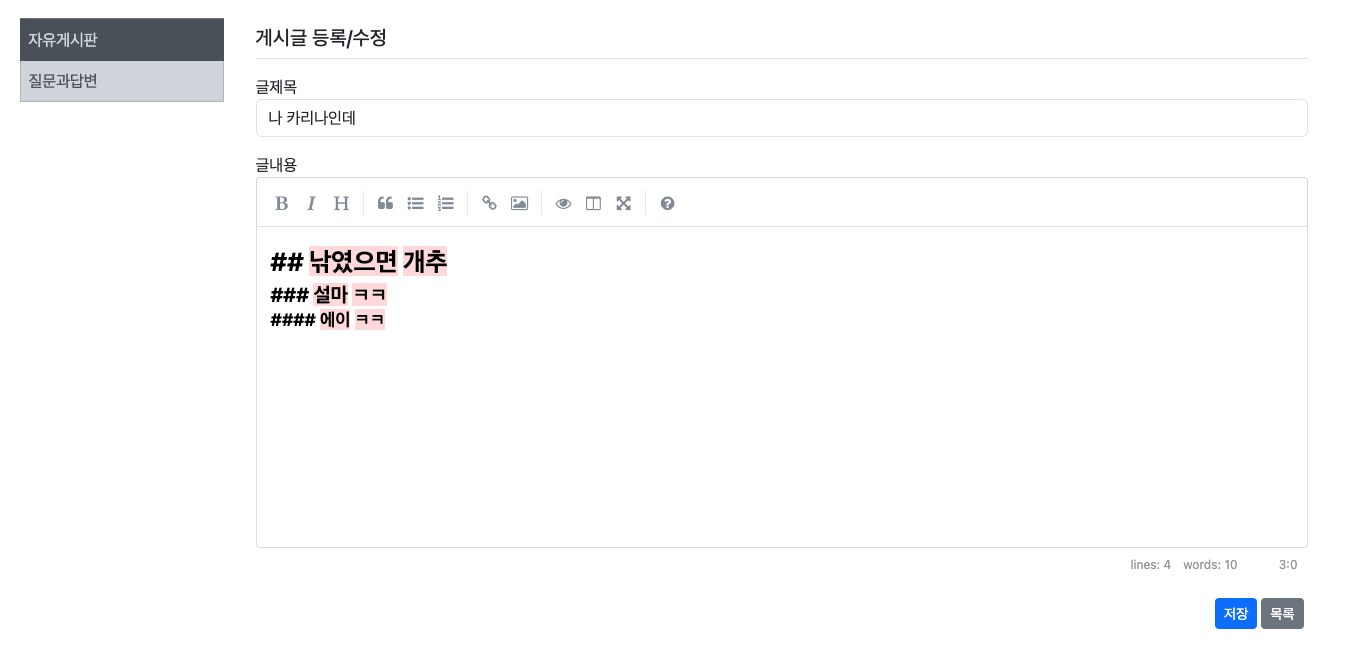 자유게시판
질문과답변
게시글 등록/수정
글제목
나 카리나인데
글내용
B I H
## 낚였으면 개추
### 설마 ㅋㅋ
#### 에이 ㅋㅋ
lines: 4 words: 10 3:0
저장 목록